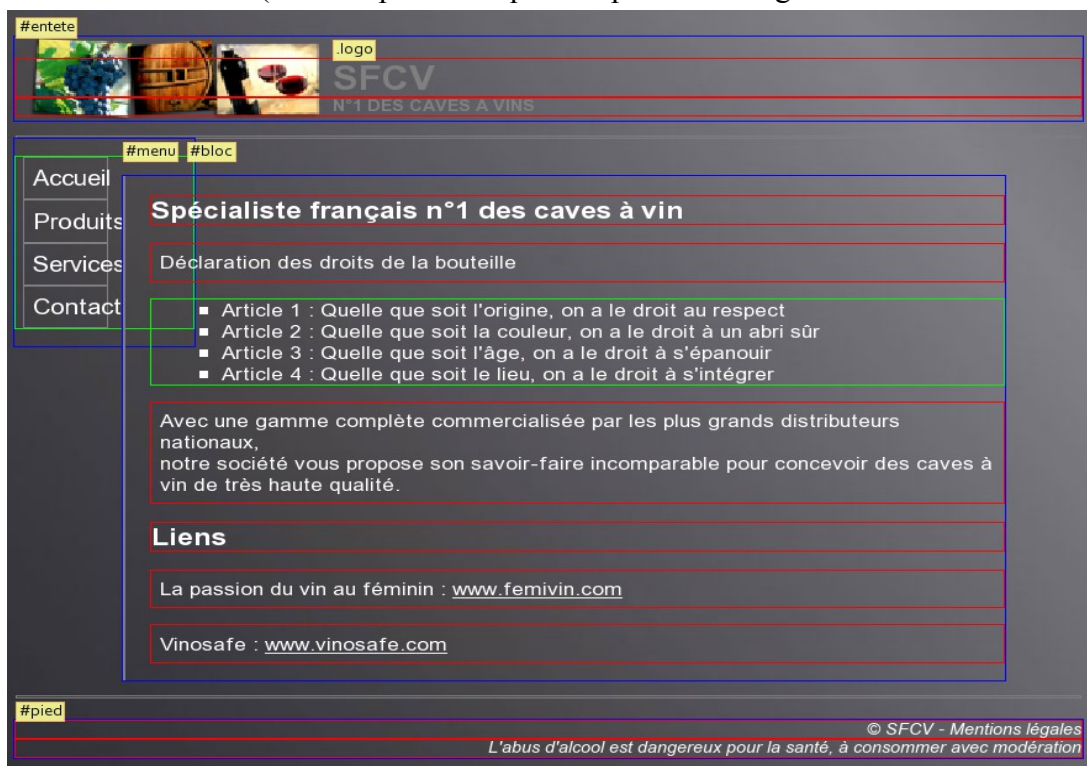 #entete
.logo
SFCV
N°1 DES CAVES A VINS
#menu #bloc
Accueil
Produits
Services
Contact
Spécialiste français n°1 des caves à vin
Déclaration des droits de la bouteille
Article 1 : Quelle que soit l'origine, on a le droit au respect
Article 2 : Quelle que soit la couleur, on a le droit à un abri sûr
Article 3 : Quelle que soit l'âge, on a le droit à s'épanouir
Article 4 : Quelle que soit le lieu, on a le droit à s'intégrer
Avec une gamme complète commercialisée par les plus grands distributeurs
nationaux,
notre société vous propose son savoir-faire incomparable pour concevoir des caves à
vin de très haute qualité.
Liens
La passion du vin au féminin : www.femivin.com
Vinosafe : www.vinosafe.com
#pied
© SFCV - Mentions légales
L'abus d'alcool est dangereux pour la santé, à consommer avec modération